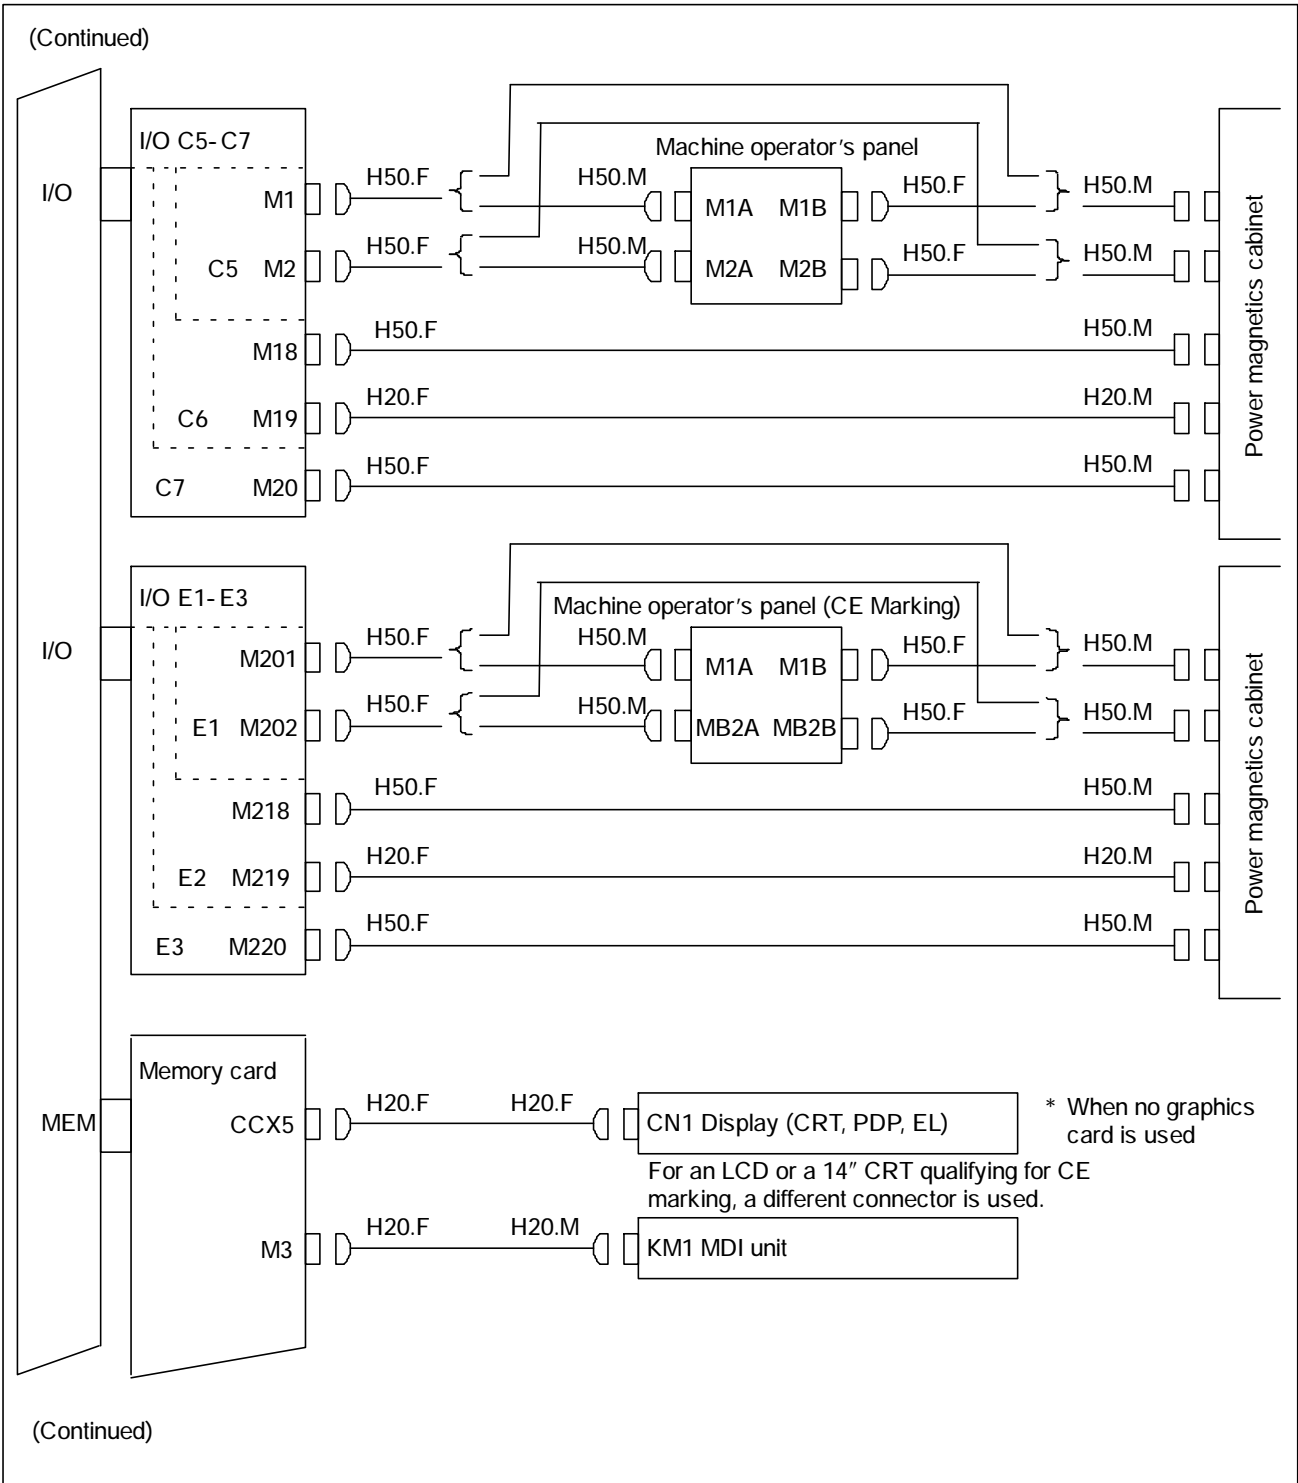 (Continued)
I/O C5-C7
Machine operator's panel
I/O
M1
H50.F
H50.M
M1A M1B
H50.F
H50.M
C5 M2
H50.F
H50.M
M2A M2B
H50.F
H50.M
M18
H50.F
H50.M
C6 M19
H20.F
H20.M
C7 M20
H50.F
H50.M
Power magnetics cabinet
I/O E1-E3
Machine operator's panel (CE Marking)
I/O
M201
H50.F
H50.M
M1A M1B
H50.F
H50.M
E1 M202
H50.F
H50.M
MB2A MB2B
H50.F
H50.M
M218
H50.F
H50.M
E2 M219
H20.F
H20.M
E3 M220
H50.F
H50.M
Power magnetics cabinet
Memory card
MEM
CCX5
H20.F
H20.F
CN1 Display (CRT, PDP, EL)
* When no graphics
card is used
For an LCD or a 14" CRT qualifying for CE
marking, a different connector is used.
M3
H20.F
H20.M
KM1 MDI unit
(Continued)